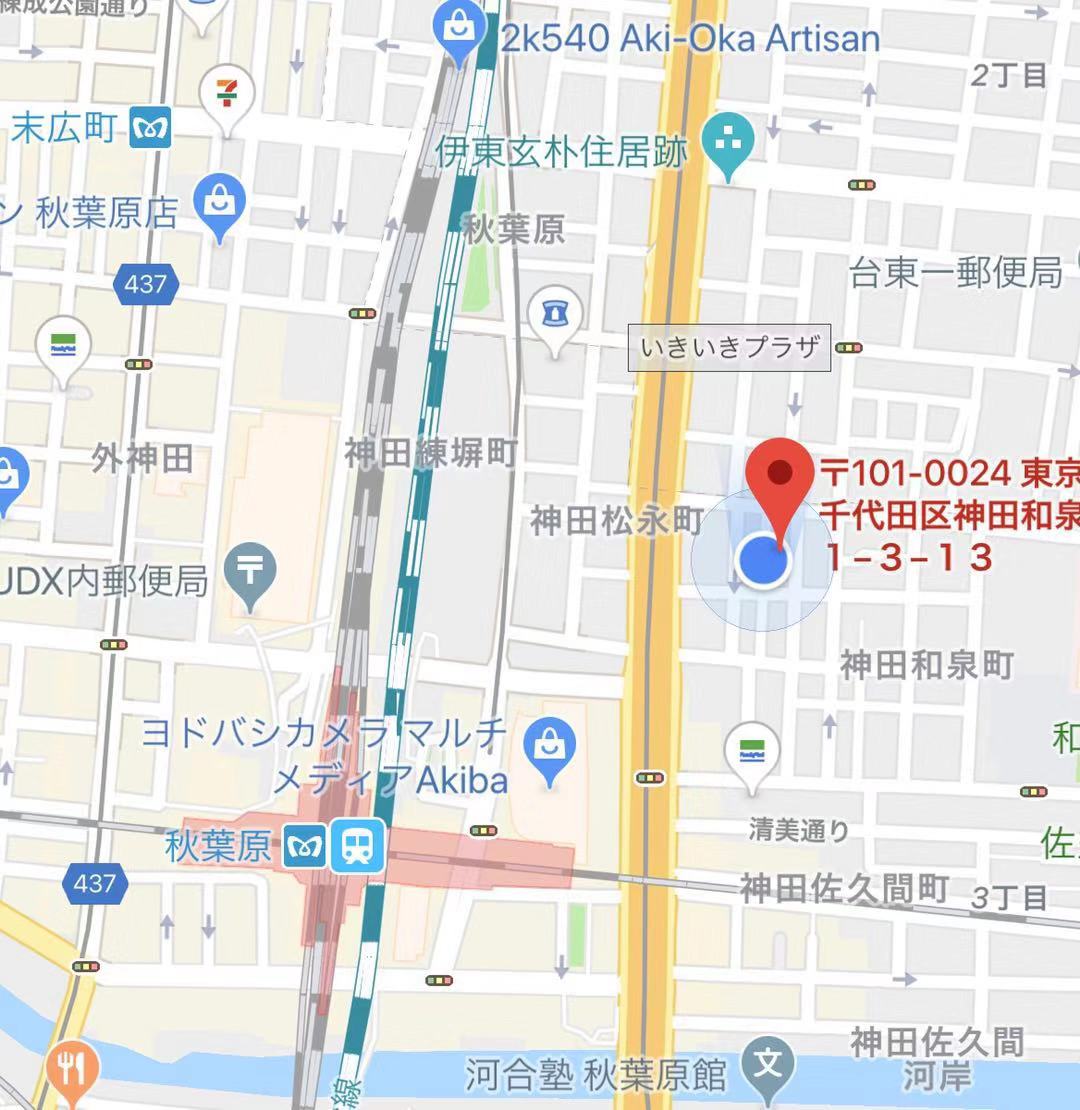 練成公園通り
2k540 Aki-Oka Artisan
2丁目
末広町
伊東玄朴住居跡
ン 秋葉原店
秋葉原
437
台東一郵便局
いきいきプラザ
FamilyMart
外神田
神田練塀町
〒101-0024 東京
千代田区神田和泉
1-3-13
神田松永町
UDX内郵便局
神田和泉町
ヨドバシカメラ マルチ
メディアAkiba
FamilyMart
和
清美通り
秋葉原
佐
437
神田佐久間町
3丁目
神田佐久間
河岸
河合塾 秋葉原館
文
線